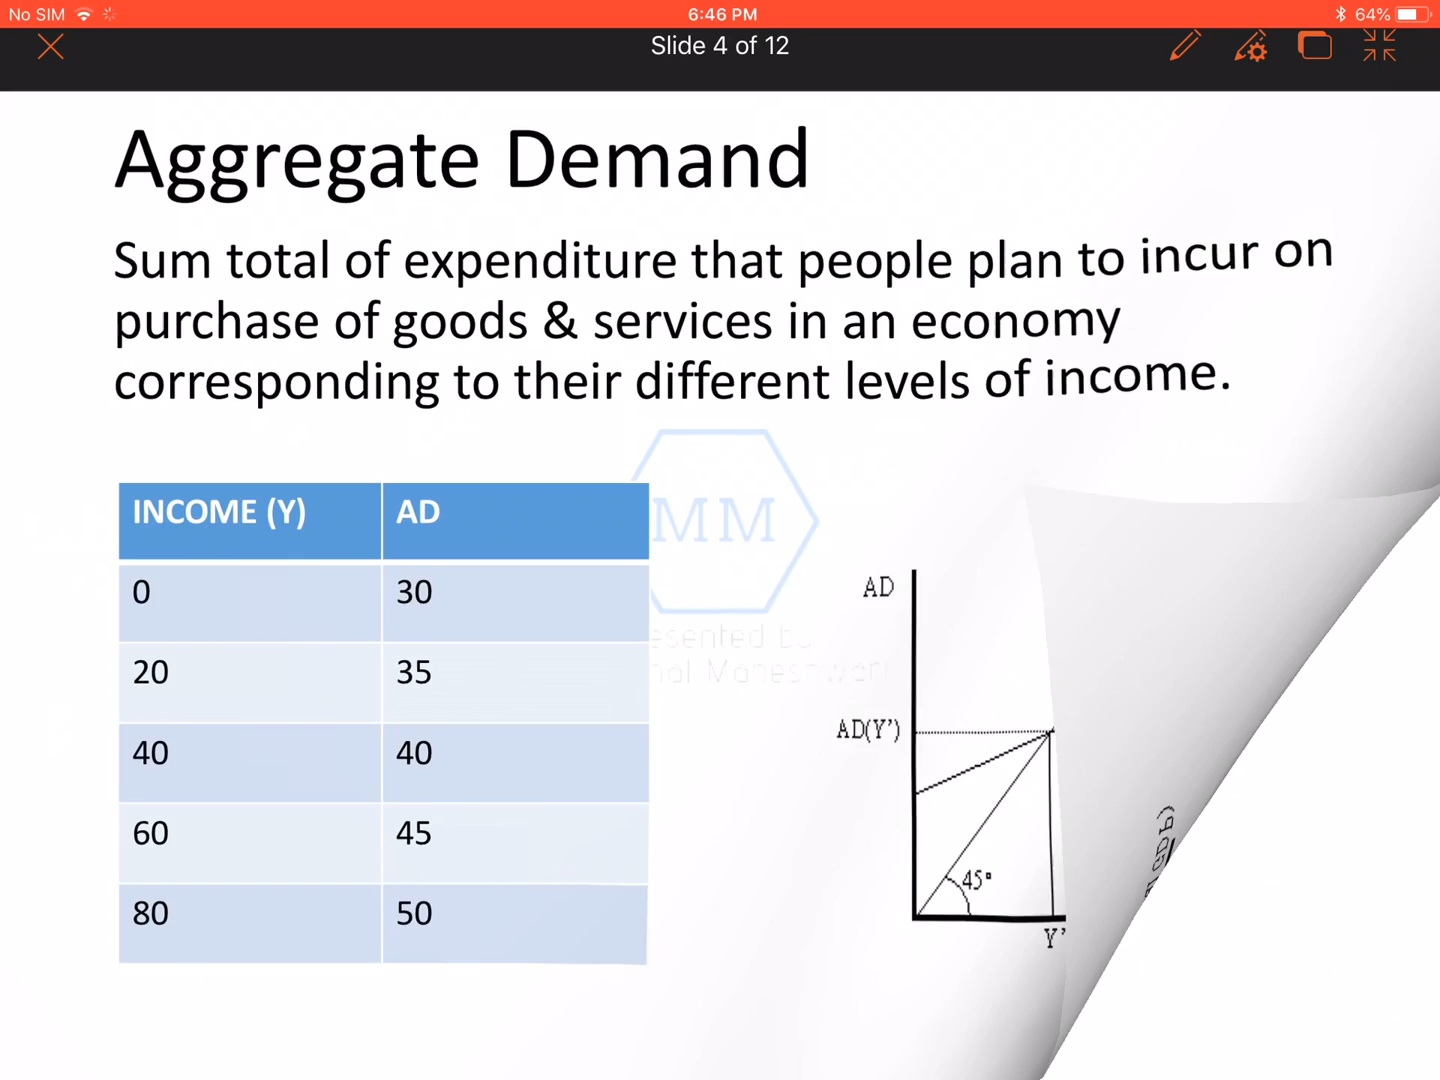 No SIM
6:46 PM
64%
Slide 4 of 12
Aggregate Demand
Sum total of expenditure that people plan to incur on
purchase of goods & services in an economy
corresponding to their different levels of income.
INCOME (Y) AD
0 30
20 35
40 40
60 45
80 50
MM
AD
AD(Y')
45°
Y'